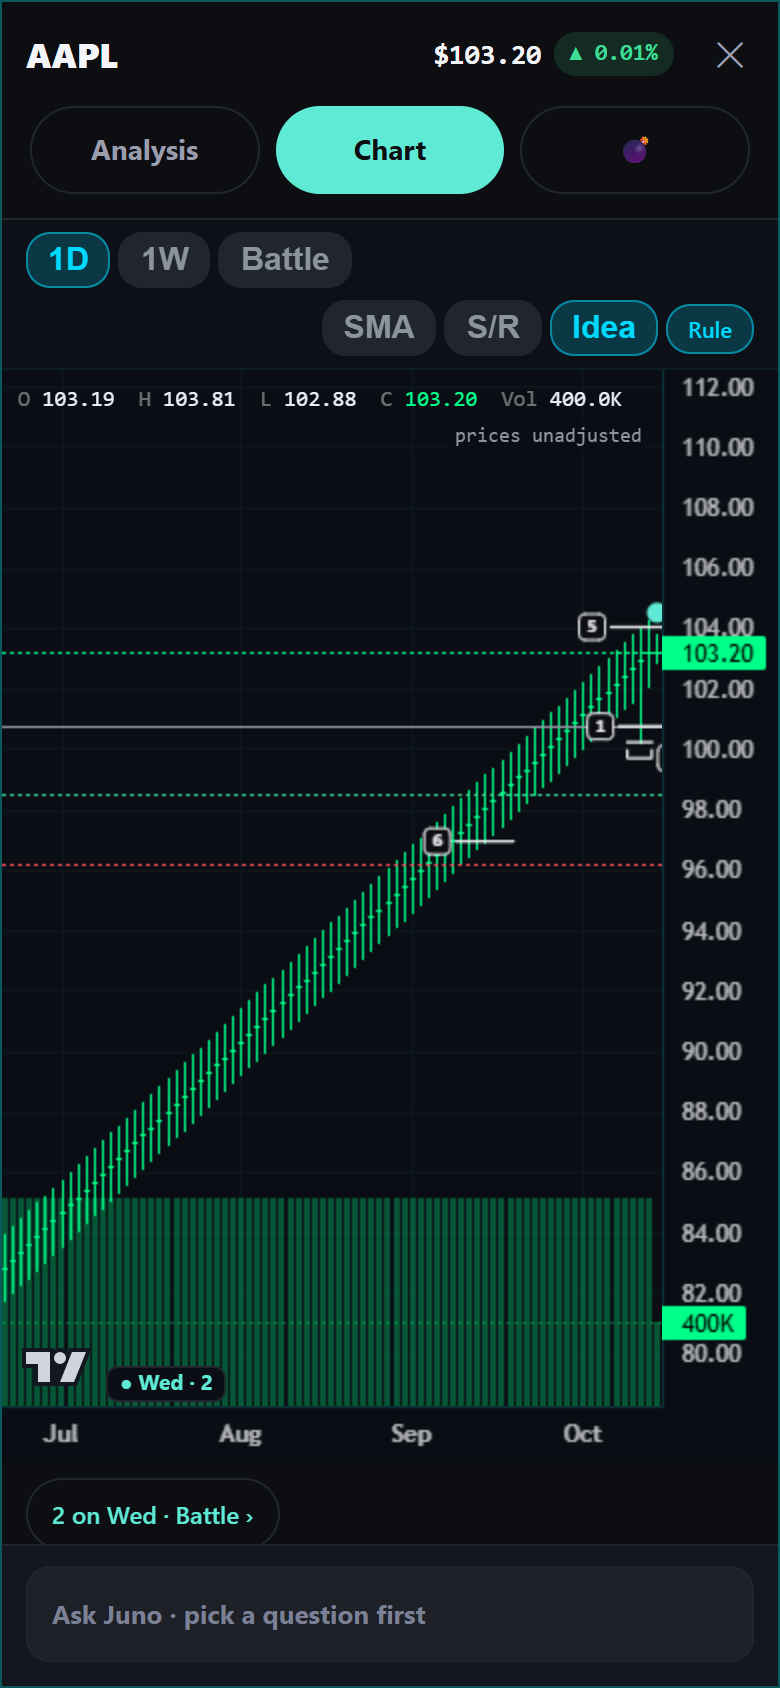 AAPL $103.20 ▲ 0.01%
Analysis Chart
1D 1W Battle
SMA S/R Idea Rule
O 103.19 H 103.81 L 102.88 C 103.20 Vol 400.0K
prices unadjusted
112.00
110.00
108.00
106.00
5
104.00
103.20
102.00
1
100.00
98.00
6
96.00
94.00
92.00
90.00
88.00
86.00
84.00
82.00
400K
80.00
Wed · 2
Jul Aug Sep Oct
2 on Wed · Battle ›
Ask Juno · pick a question first